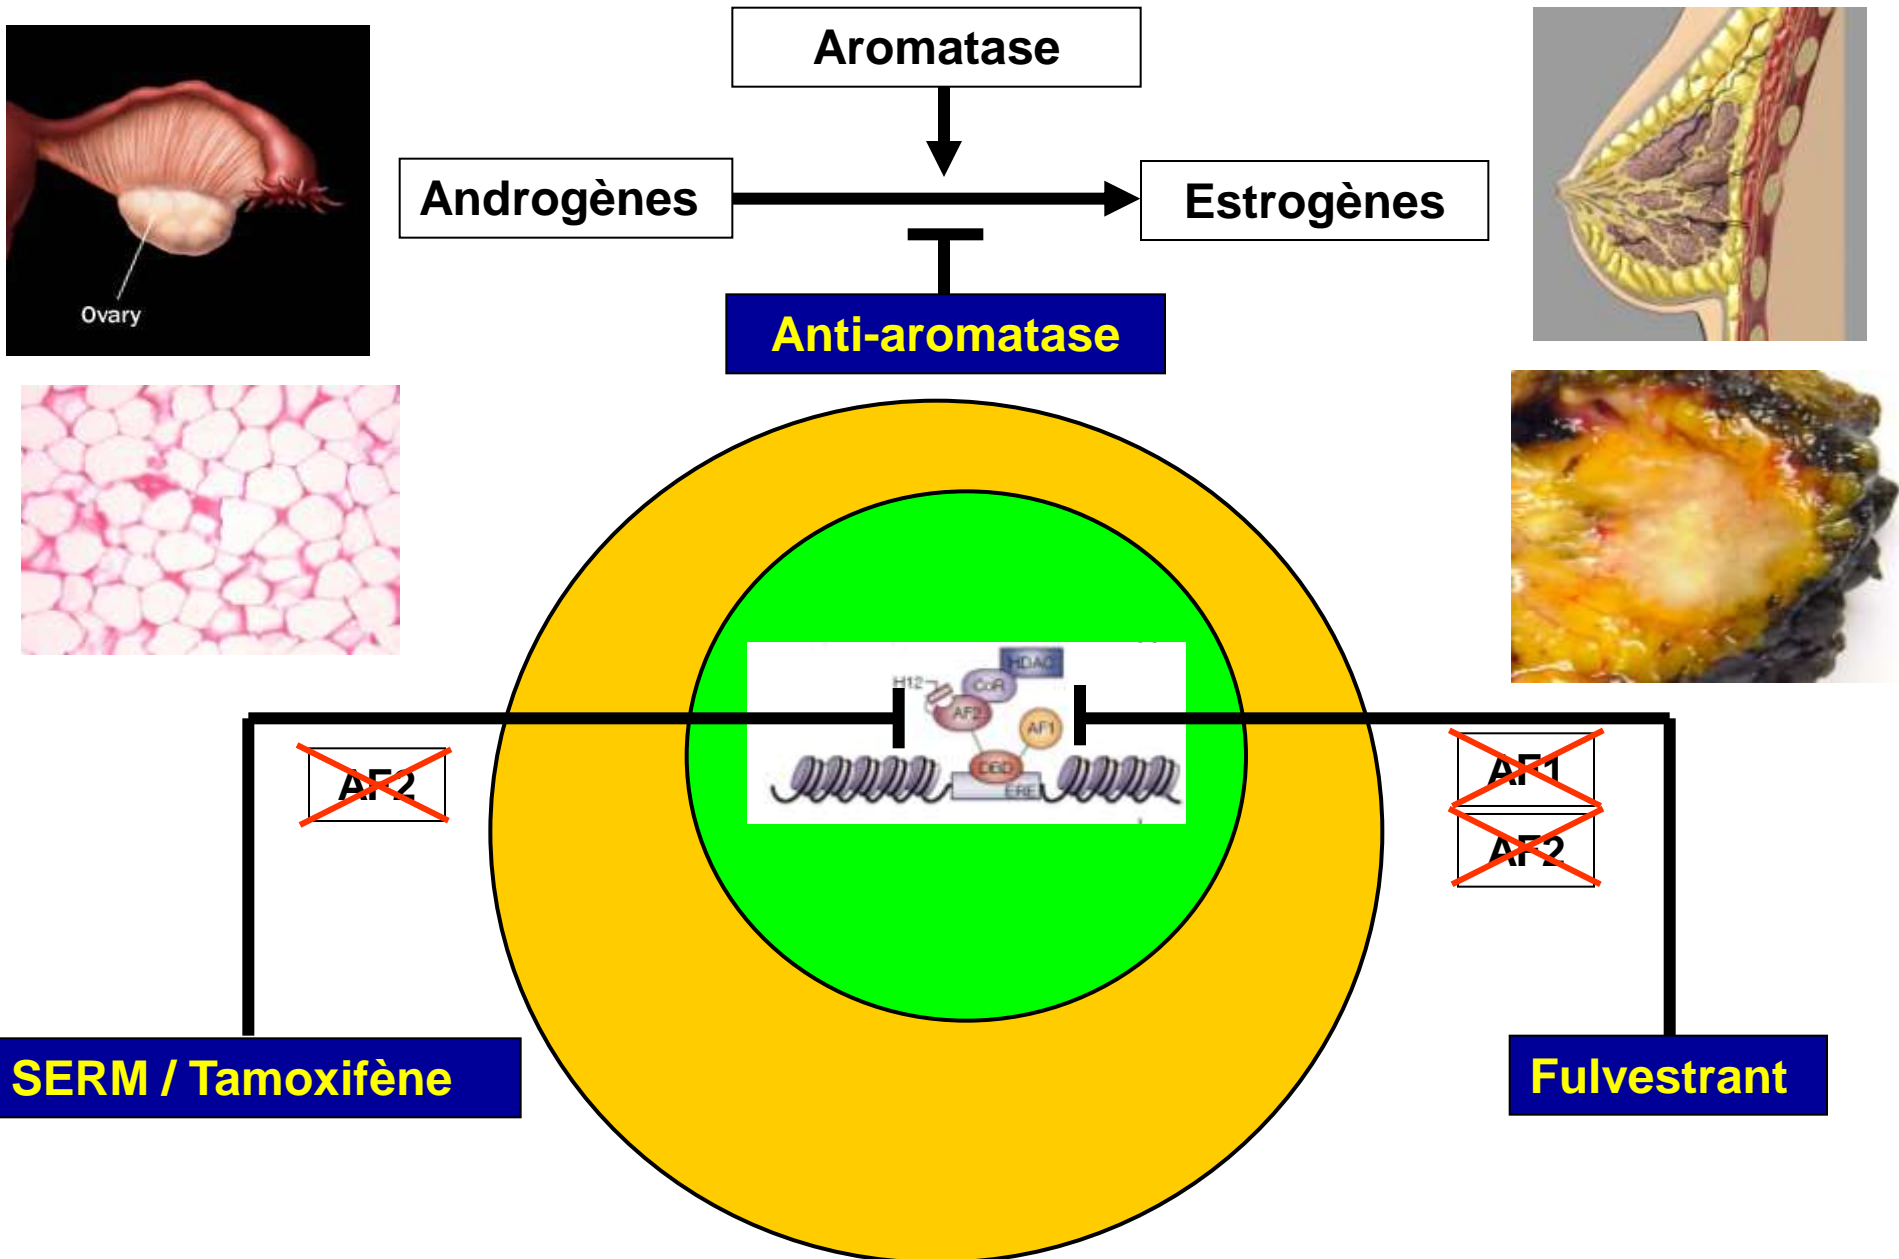 Aromatase
Androgènes
Estrogènes
Anti-aromatase
Ovary
HDAC
H12
CoR
AF2
AF1
DBD
ERE
AF2
AF1
AF2
SERM / Tamoxifène
Fulvestrant